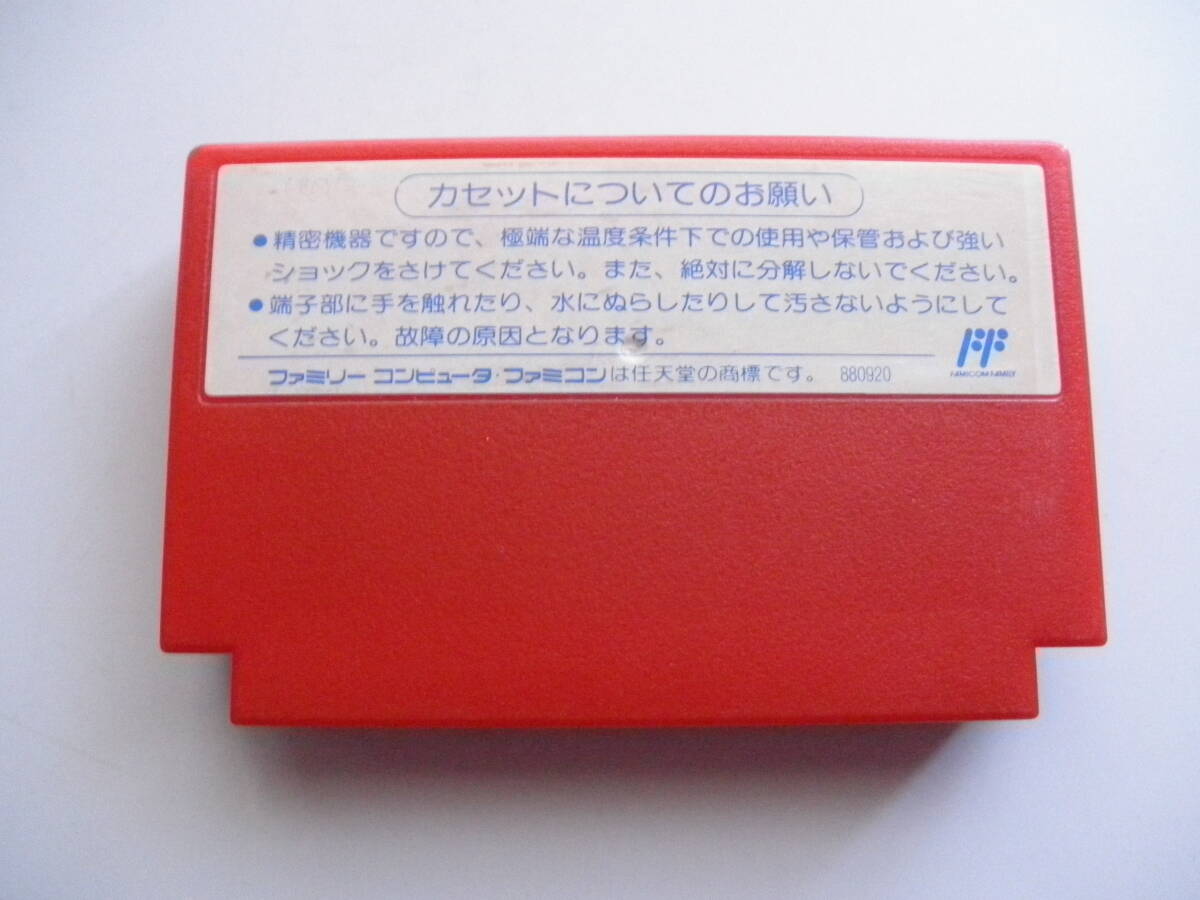 カセットについてのお願い
●精密機器ですので、極端な温度条件下での使用や保管および強い
ショックをさけてください。また、絶対に分解しないでください。
●端子部に手を触れたり、水にぬらしたりして汚さないようにして
ください。故障の原因となります。
ファミリーコンピュータ・ファミコンは任天堂の商標です。 880920
FAMICOM FAMILY